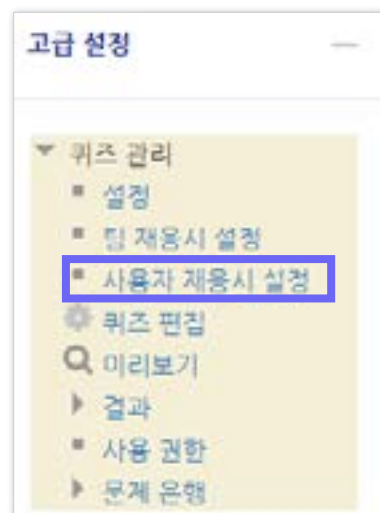 고급 설정
퀴즈 관리
설정
팀 재응시 설정
사용자 재응시 설정
퀴즈 편집
미리보기
결과
사용 권한
문제 은행